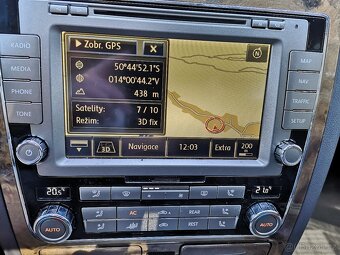 RADIO
MEDIA
PHONE
TONE
▶ Zobr. GPS
50°44'52.1"S
014°00'44.2"V
438 m
Satelity: 7 / 10
Režim: 3D fix
N
3D
Navigace
12:03
Extra
200
MAP
NAV
TRAFFIC
SETUP
20.5
AC
REAR
REST
AUTO
AUTO